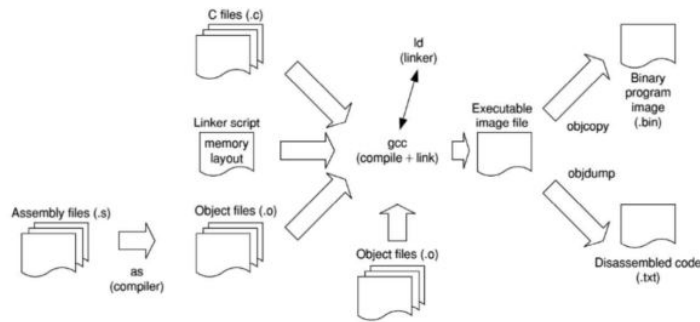 C files (.c)
ld
(linker)
Binary
program
image
(.bin)
Linker script
memory
layout
gcc
(compile + link)
Executable
image file
objcopy
objdump
Assembly files (.s)
as
(compiler)
Object files (.o)
Object files (.o)
Disassembled code
(.txt)